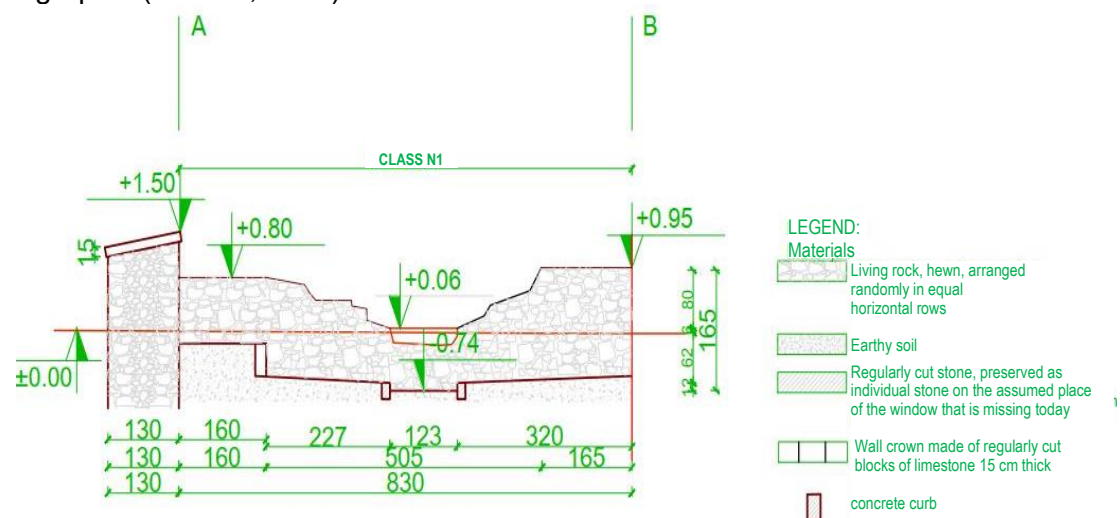 A
B
CLASS N1
+1.50
+0.80
+0.95
+0.06
-0.74
±0.00
15
80
6
62
12
165
130 160 227 123 320
130 160 505 165
130 830
LEGEND:
Materials
Living rock, hewn, arranged
randomly in equal
horizontal rows
Earthy soil
Regularly cut stone, preserved as
individual stone on the assumed place
of the window that is missing today
Wall crown made of regularly cut
blocks of limestone 15 cm thick
concrete curb